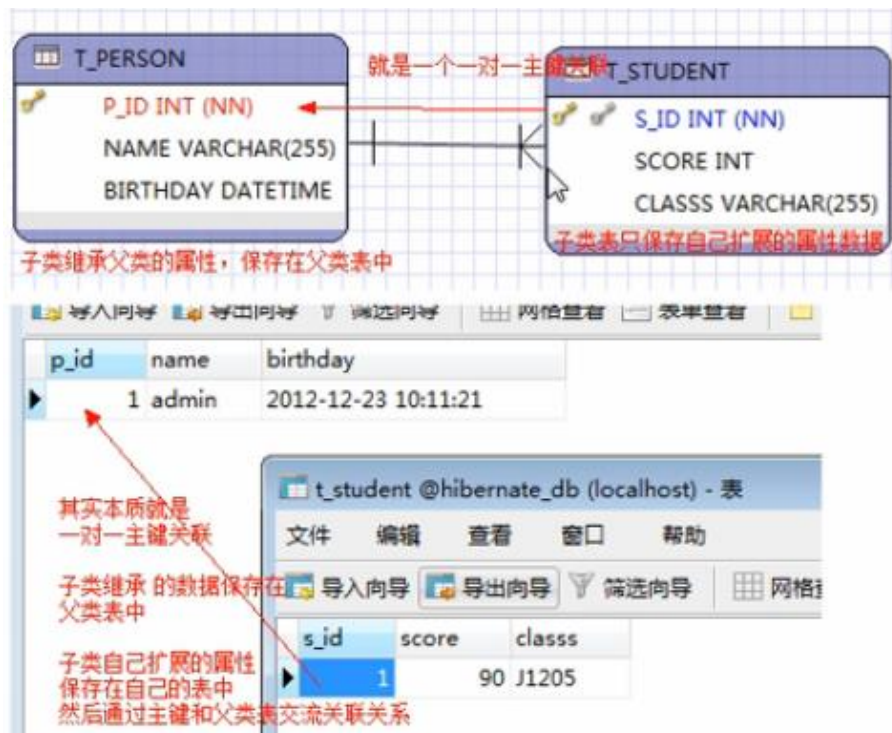 T_PERSON
就是一个一对一主键关联
T_STUDENT
P_ID INT (NN)
S_ID INT (NN)
NAME VARCHAR(255)
SCORE INT
BIRTHDAY DATETIME
CLASSS VARCHAR(255)
子类继承父类的属性，保存在父类表中
子类表只保存自己扩展的属性数据
导入向导 导出向导 筛选向导 网格查看 表单查看
p_id name birthday
1 admin 2012-12-23 10:11:21
t_student @hibernate_db (localhost) - 表
其实本质就是
一对一主键关联
文件 编辑 查看 窗口 帮助
子类继承 的数据保存在
父类表中
导入向导 导出向导 筛选向导 网格
s_id score classs
1 90 J1205
子类自己扩展的属性
保存在自己的表中
然后通过主键和父类表交流关联关系